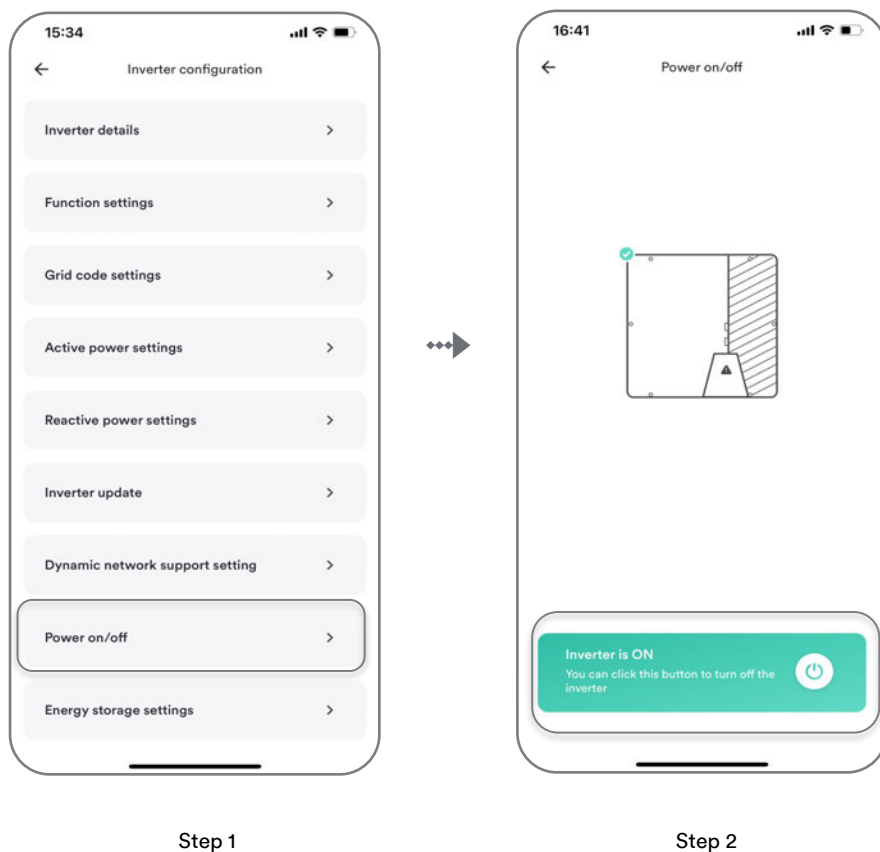 15:34
Inverter configuration
Inverter details
Function settings
Grid code settings
Active power settings
Reactive power settings
Inverter update
Dynamic network support setting
Power on/off
Energy storage settings
Step 1
16:41
Power on/off
Inverter is ON
You can click this button to turn off the
inverter
Step 2